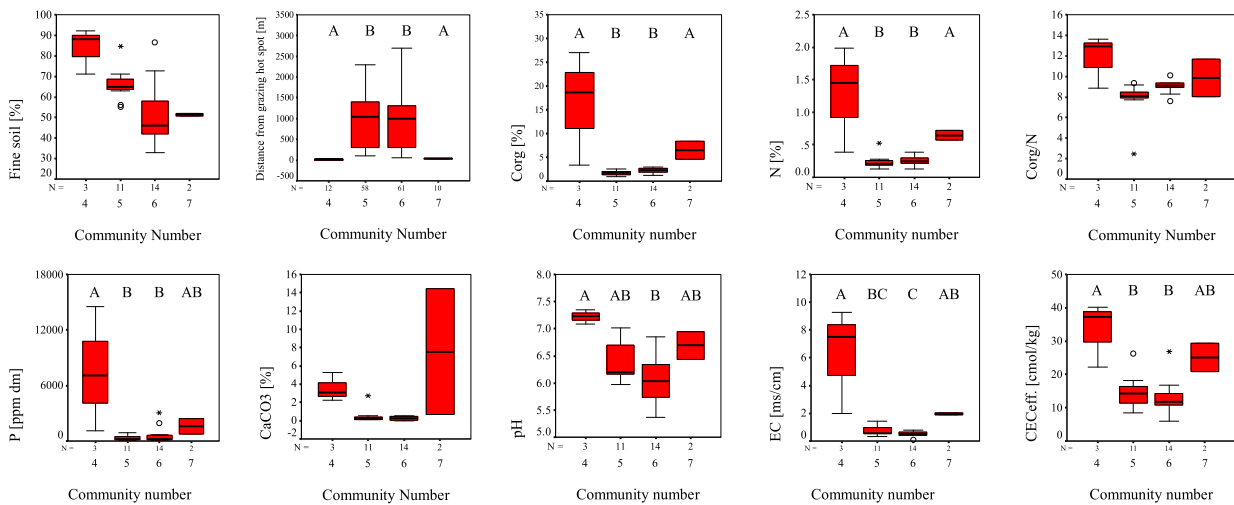 Fine soil [%]
100
90
80
70
60
50
40
30
20
*
N =
3 11 14 2
4 5 6 7
Community Number
Distance from grazing hot spot [m]
3500
3000
2500
2000
1500
1000
500
0
-500
A B B A
N =
12 58 61 10
4 5 6 7
Community Number
Corg [%]
35
30
25
20
15
10
5
0
A B B A
N =
3 11 14 2
4 5 6 7
Community number
N [%]
2.5
2.0
1.5
1.0
.5
0.0
A B B A
*
N =
3 11 14 2
4 5 6 7
Community number
Corg/N
16
14
12
10
8
6
4
2
0
*
N =
3 11 14 2
4 5 6 7
Community Number
P [ppm dm]
18000
12000
6000
0
A B B AB
*
N =
3 11 14 2
4 5 6 7
Community number
CaCO3 [%]
16
14
12
10
8
6
4
2
0
-2
*
N =
3 11 14 2
4 5 6 7
Community number
pH
8.0
7.5
7.0
6.5
6.0
5.5
5.0
A AB B AB
N =
3 11 14 2
4 5 6 7
Community number
EC [ms/cm]
12
10
8
6
4
2
0
A BC C AB
N =
3 11 14 2
4 5 6 7
Community number
CECeff. [cmol/kg]
50
40
30
20
10
0
A B B AB
*
N =
3 11 14 2
4 5 6 7
Community number